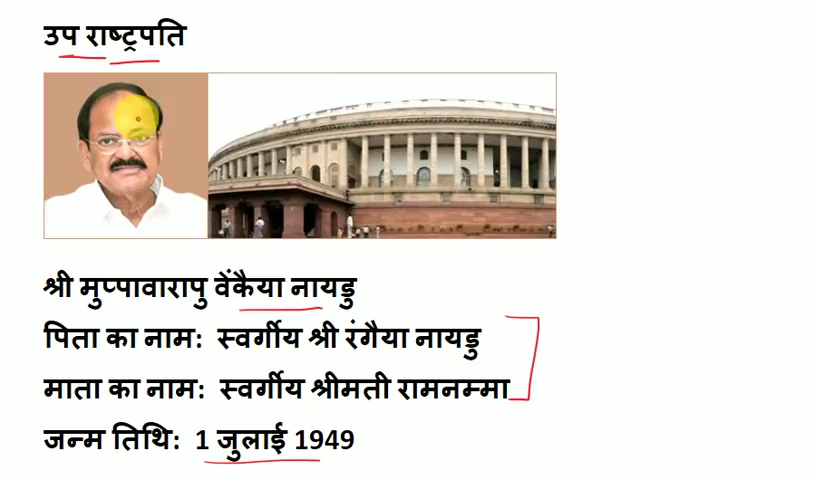 उप राष्ट्रपति
श्री मुप्पावारापु वेंकैया नायडु
पिता का नाम: स्वर्गीय श्री रंगैया नायडु
माता का नाम: स्वर्गीय श्रीमती रामनम्मा
जन्म तिथि: 1 जुलाई 1949